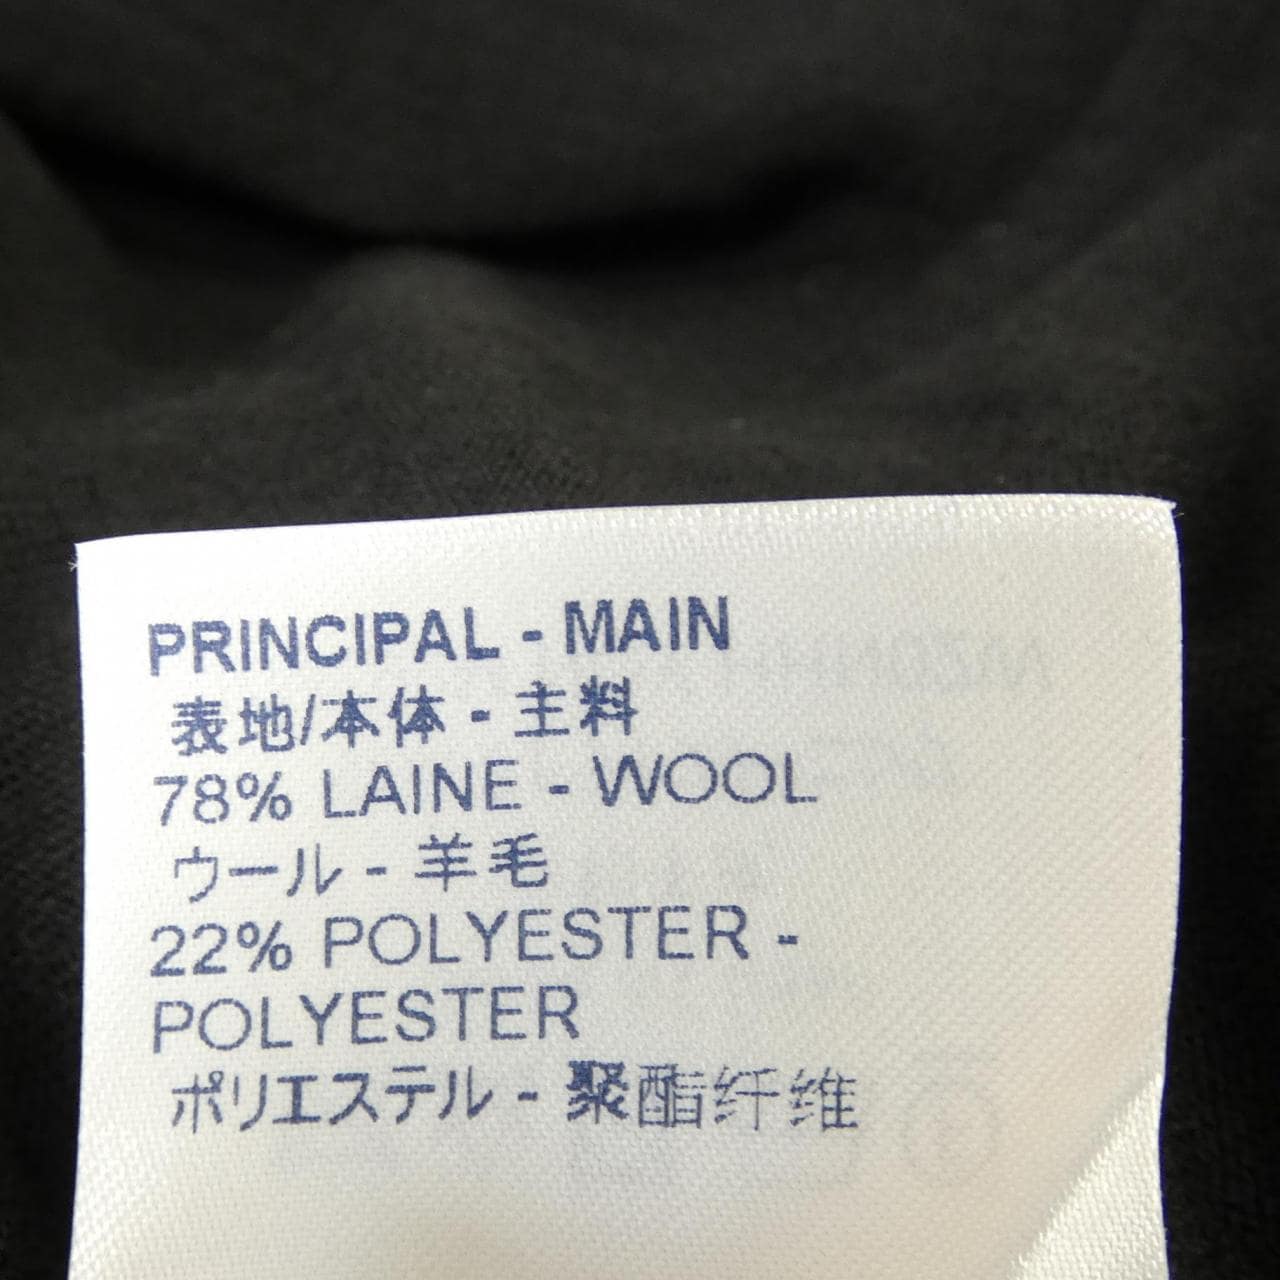 PRINCIPAL - MAIN
表地/本体 - 主料
78% LAINE - WOOL
ウール - 羊毛
22% POLYESTER -
POLYESTER
ポリエステル - 聚酯纤维